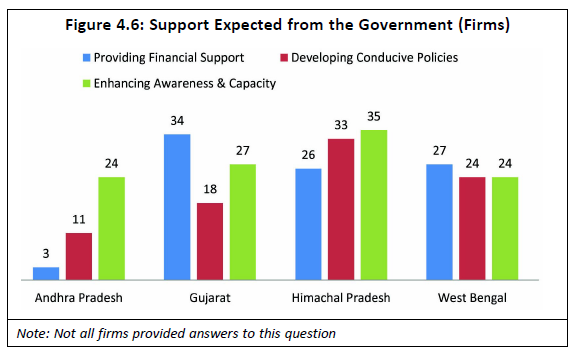 Figure 4.6: Support Expected from the Government (Firms)
Providing Financial Support Developing Conducive Policies
Enhancing Awareness & Capacity
3 11 24 34 18 27 26 33 35 27 24 24
Andhra Pradesh Gujarat Himachal Pradesh West Bengal
Note: Not all firms provided answers to this question